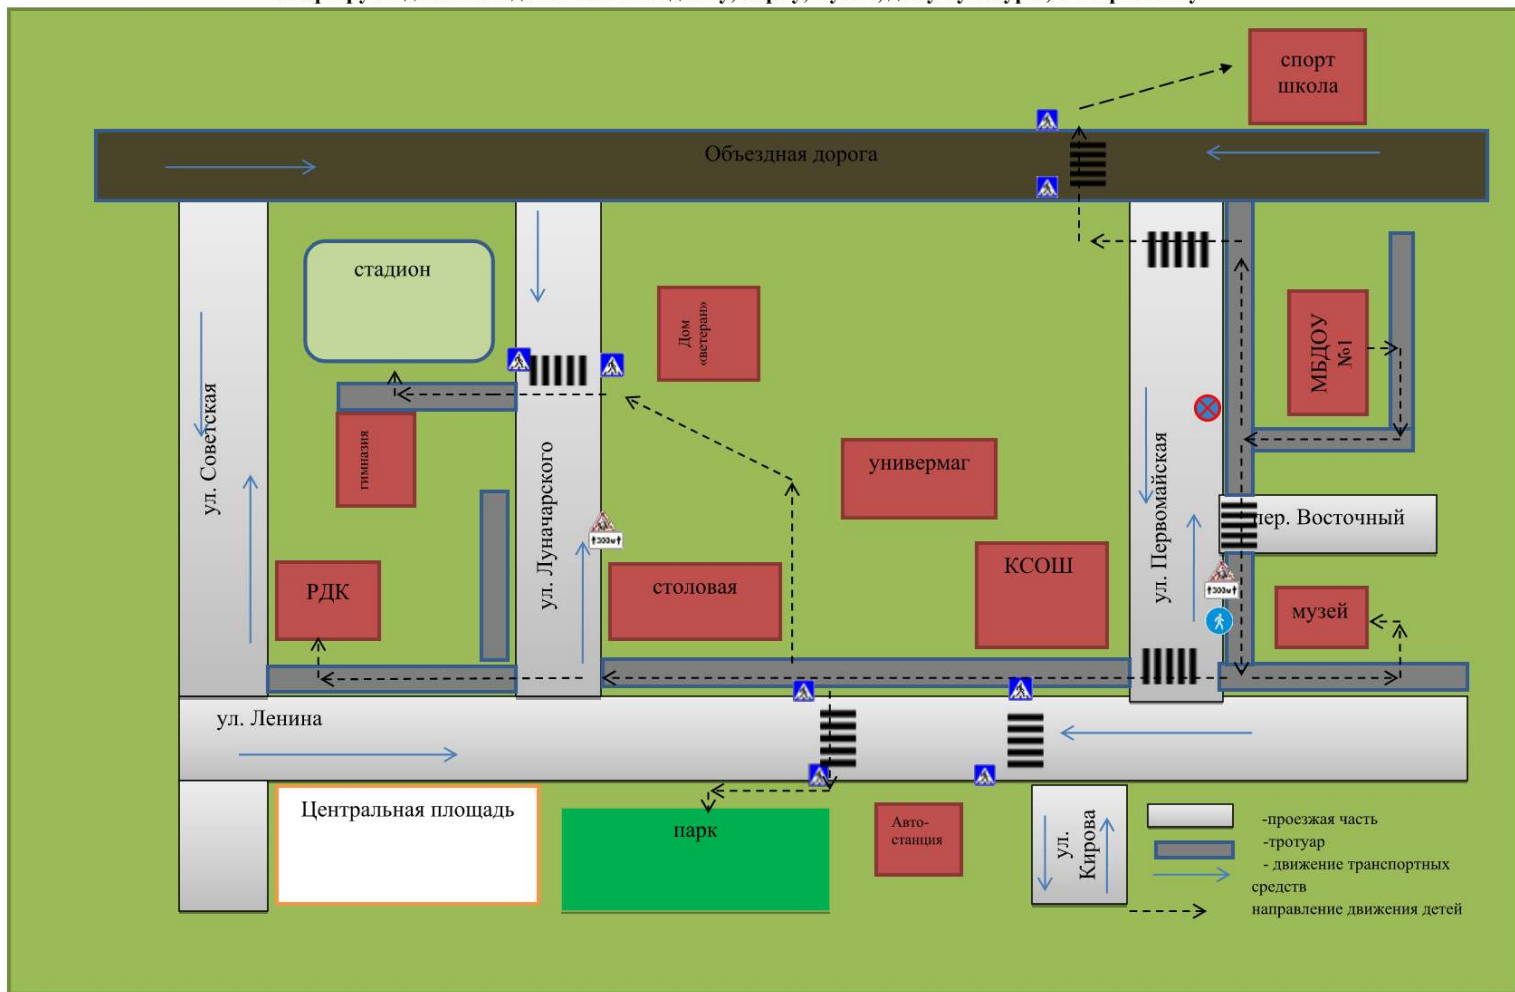 спорт
школа
Объездная дорога
стадион
Дом
«ветеран»
МБДОУ
№1
ул. Советская
гимназия
ул. Луначарского
универмаг
ул. Первомайская
пер. Восточный
РДК
столовая
КСОШ
музей
300м
300м
ул. Ленина
Центральная площадь
парк
Авто-
станция
ул.
Кирова
-проезжая часть
-тротуар
- движение транспортных
средств
направление движения детей